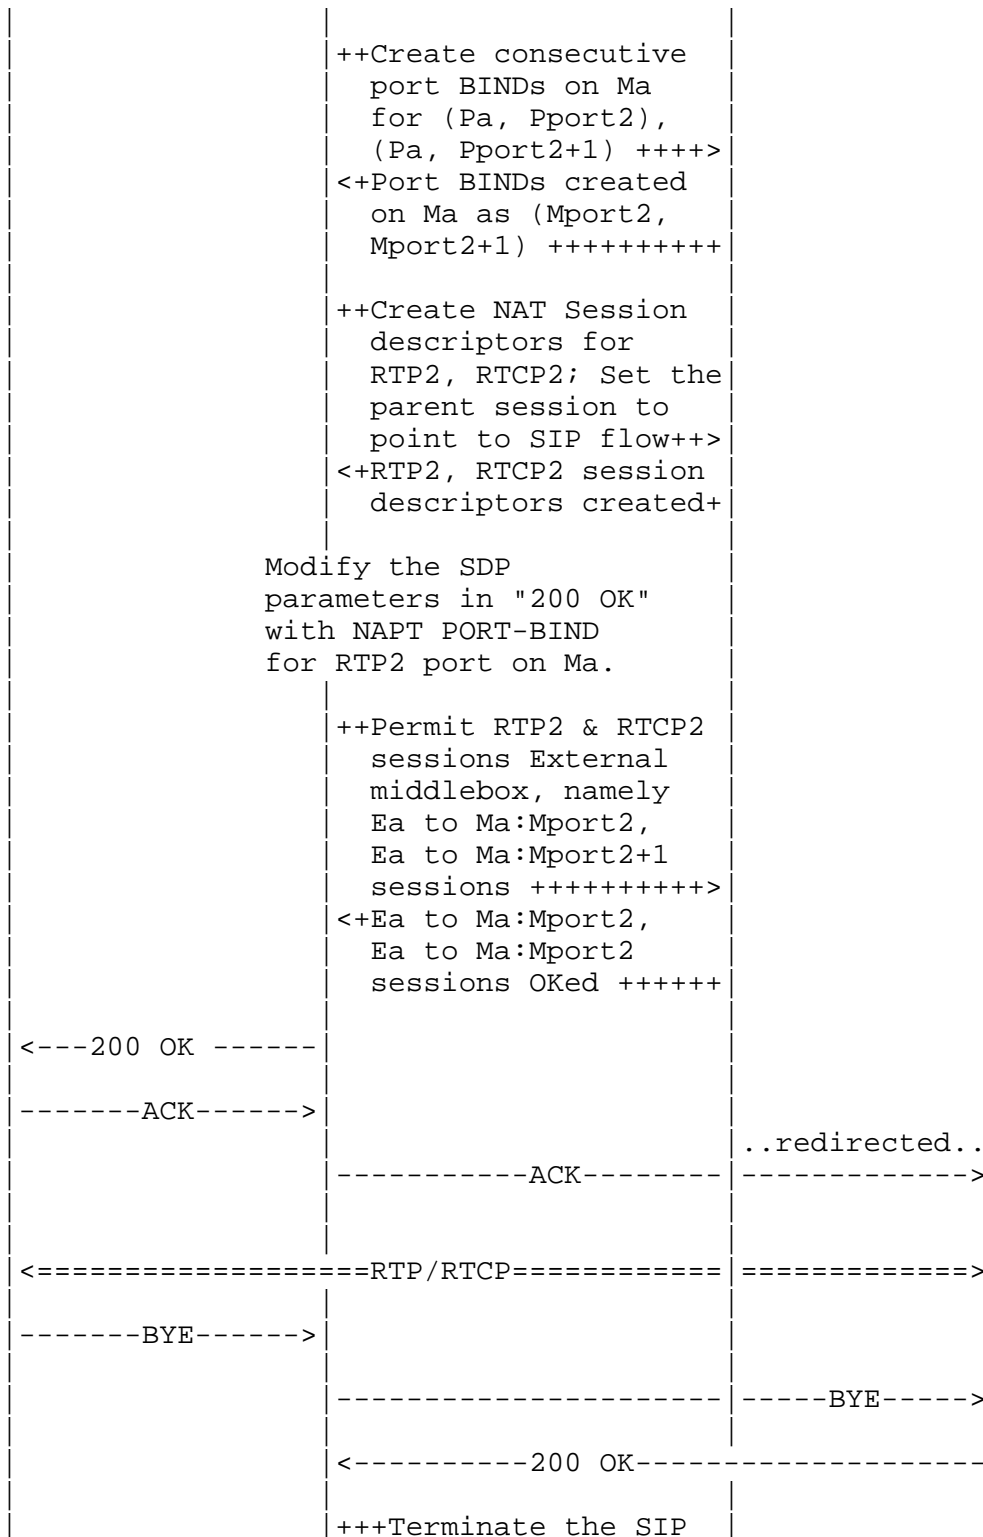 ++Create consecutive
port BINDs on Ma
for (Pa, Pport2),
(Pa, Pport2+1) ++++>
<+Port BINDs created
on Ma as (Mport2,
Mport2+1) ++++++++++
++Create NAT Session
descriptors for
RTP2, RTCP2; Set the
parent session to
point to SIP flow++>
<+RTP2, RTCP2 session
descriptors created+
Modify the SDP
parameters in "200 OK"
with NAPT PORT-BIND
for RTP2 port on Ma.
++Permit RTP2 & RTCP2
sessions External
middlebox, namely
Ea to Ma:Mport2,
Ea to Ma:Mport2+1
sessions ++++++++++>
<+Ea to Ma:Mport2,
Ea to Ma:Mport2
sessions OKed ++++++
<---200 OK ------
-------ACK------>
..redirected..
-----------ACK--------|------------->
<===================RTP/RTCP============|=============>
-------BYE------>
----------------------|-----BYE----->
<----------200 OK--------------------
+++Terminate the SIP